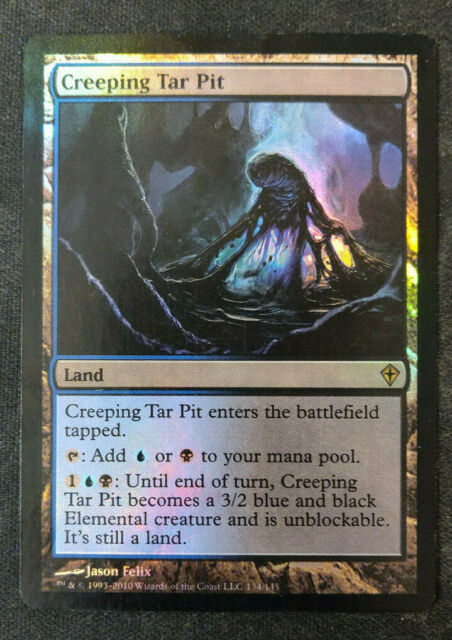 Creeping Tar Pit
Land
Creeping Tar Pit enters the battlefield
tapped.
: Add or to your mana pool.
1 : Until end of turn, Creeping
Tar Pit becomes a 3/2 blue and black
Elemental creature and is unblockable.
It's still a land.
Jason Felix
™ & © 1993-2010 Wizards of the Coast LLC 134/145